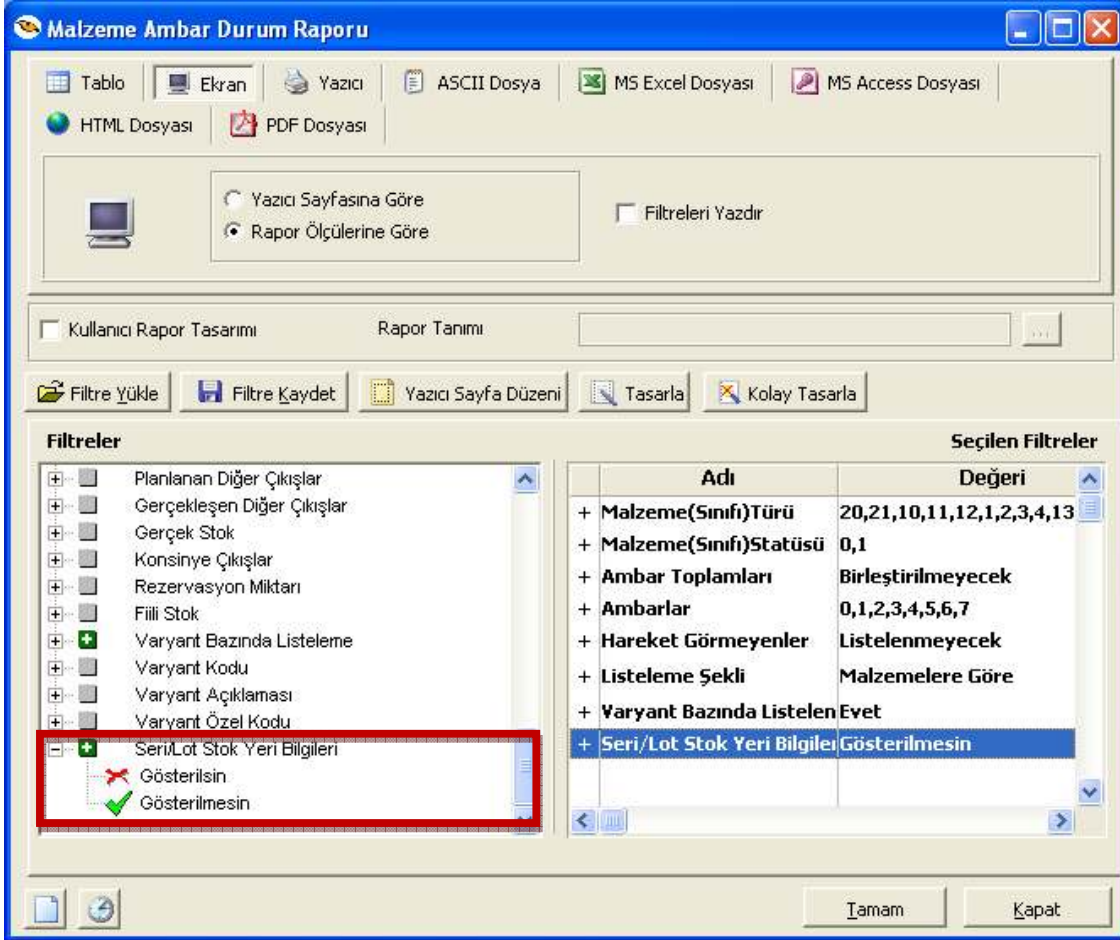 Malzeme Ambar Durum Raporu
Tablo Ekran Yazıcı ASCII Dosya MS Excel Dosyası MS Access Dosyası
HTML Dosyası PDF Dosyası
Yazıcı Sayfasına Göre
Rapor Ölçülerine Göre
Filtreleri Yazdır
Kullanıcı Rapor Tasarımı Rapor Tanımı ...
Filtre Yükle Filtre Kaydet Yazıcı Sayfa Düzeni Tasarla Kolay Tasarla
Filtreler
Planlanan Diğer Çıkışlar
Gerçekleşen Diğer Çıkışlar
Gerçek Stok
Konsinye Çıkışlar
Rezervasyon Miktarı
Fiili Stok
Varyant Bazında Listeleme
Varyant Kodu
Varyant Açıklaması
Varyant Özel Kodu
Seri/Lot Stok Yeri Bilgileri
Gösterilsin
Gösterilmesin
Seçilen Filtreler
Adı Değeri
+ Malzeme(Sınıfı)Türü 20,21,10,11,12,1,2,3,4,13
+ Malzeme(Sınıfı)Statüsü 0,1
+ Ambar Toplamları Birleştirilmeyecek
+ Ambarlar 0,1,2,3,4,5,6,7
+ Hareket Görmeyenler Listelenmeyecek
+ Listeleme Şekli Malzemelere Göre
+ Varyant Bazında Listelen Evet
+ Seri/Lot Stok Yeri Bilgiler Gösterilmesin
Tamam Kapat